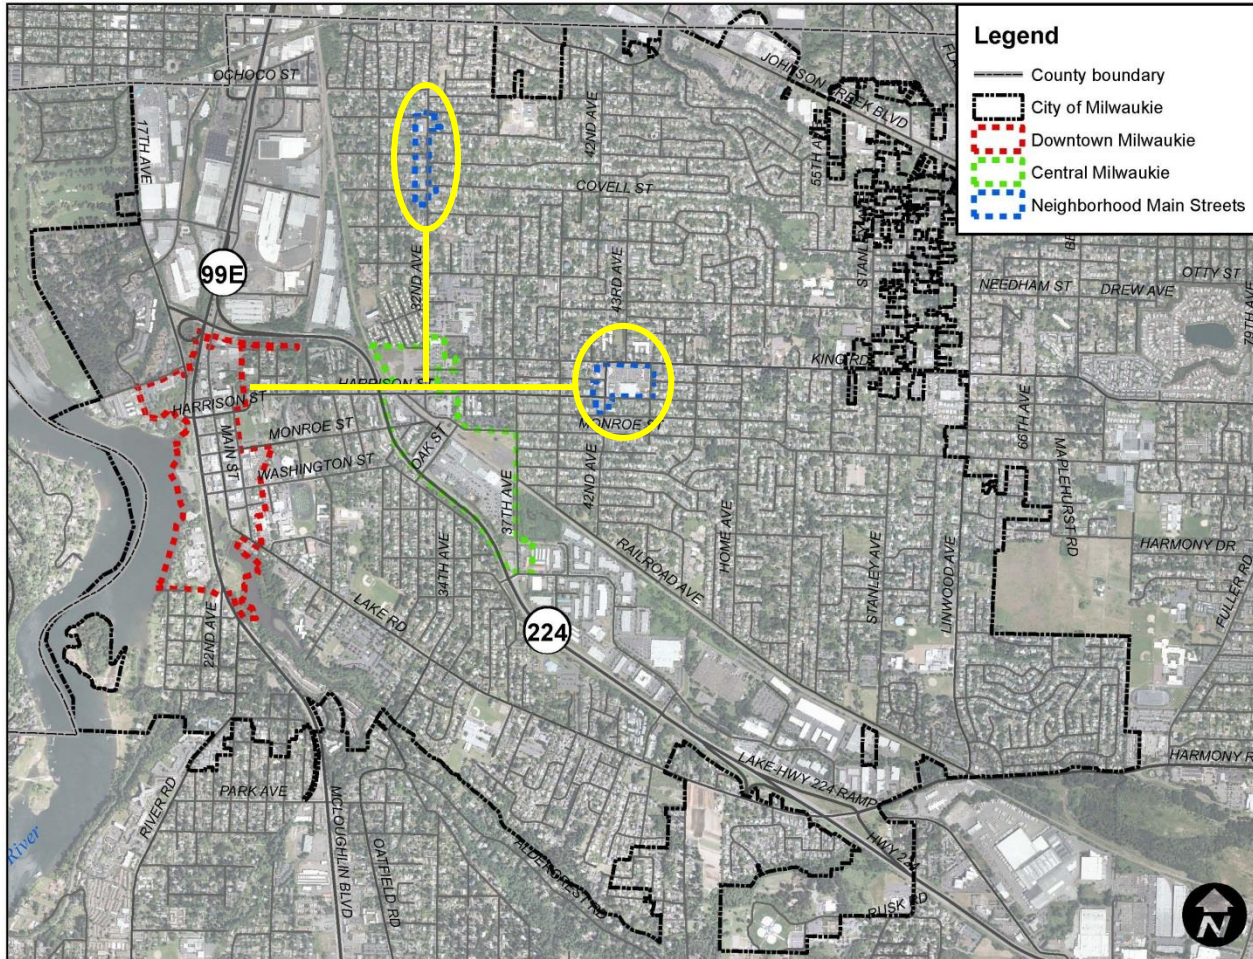 Legend
County boundary
City of Milwaukie
Downtown Milwaukie
Central Milwaukie
Neighborhood Main Streets
OCHOCO ST
17TH AVE
JOHNSON CREEK BLVD
42ND AVE
55TH AVE
COVELL ST
STANLEY
32ND AVE
43RD AVE
99E
NEEDHAM ST
OTTY ST
DREW AVE
79TH AVE
KING RD
HARRISON ST
HARRISON ST
MAIN ST
MONROE ST
MONROE ST
WASHINGTON ST
OAK ST
37TH AVE
42ND AVE
66TH AVE
MAPLEHURST RD
HOME AVE
RAILROAD AVE
HARMONY DR
34TH AVE
STANLEY AVE
LINWOOD AVE
FULLER RD
LAKE RD
22ND AVE
224
LAKE-HWY 224 RAMP
HARMONY R
PARK AVE
RIVER RD
MCLOUGHLIN BLVD
OATFIELD RD
ALDERCREST RD
HWY 224
RUSK RD
River
N